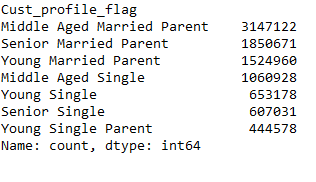 Cust_profile_flag
Middle Aged Married Parent 3147122
Senior Married Parent 1850671
Young Married Parent 1524960
Middle Aged Single 1060928
Young Single 653178
Senior Single 607031
Young Single Parent 444578
Name: count, dtype: int64